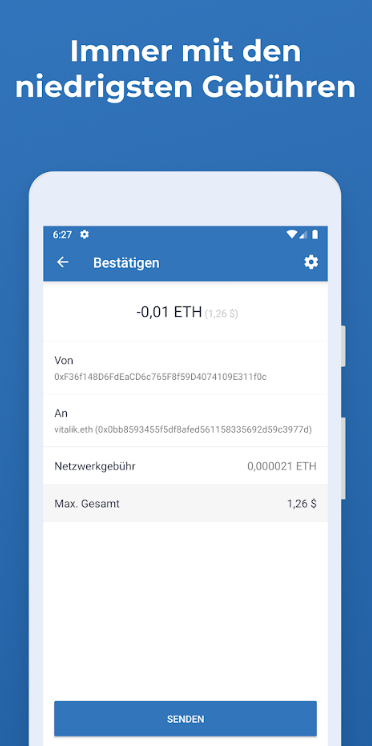 Immer mit den
niedrigsten Gebühren
6:27
Bestätigen
-0,01 ETH (1,26 $)
Von
0xF36f148D6FdEaCD6c765F8f59D4074109E311f0c
An
vitalik.eth (0x0bb8593455f5df8afed561158335692d59c3977d)
Netzwerkgebühr 0,000021 ETH
Max. Gesamt 1,26 $
SENDEN